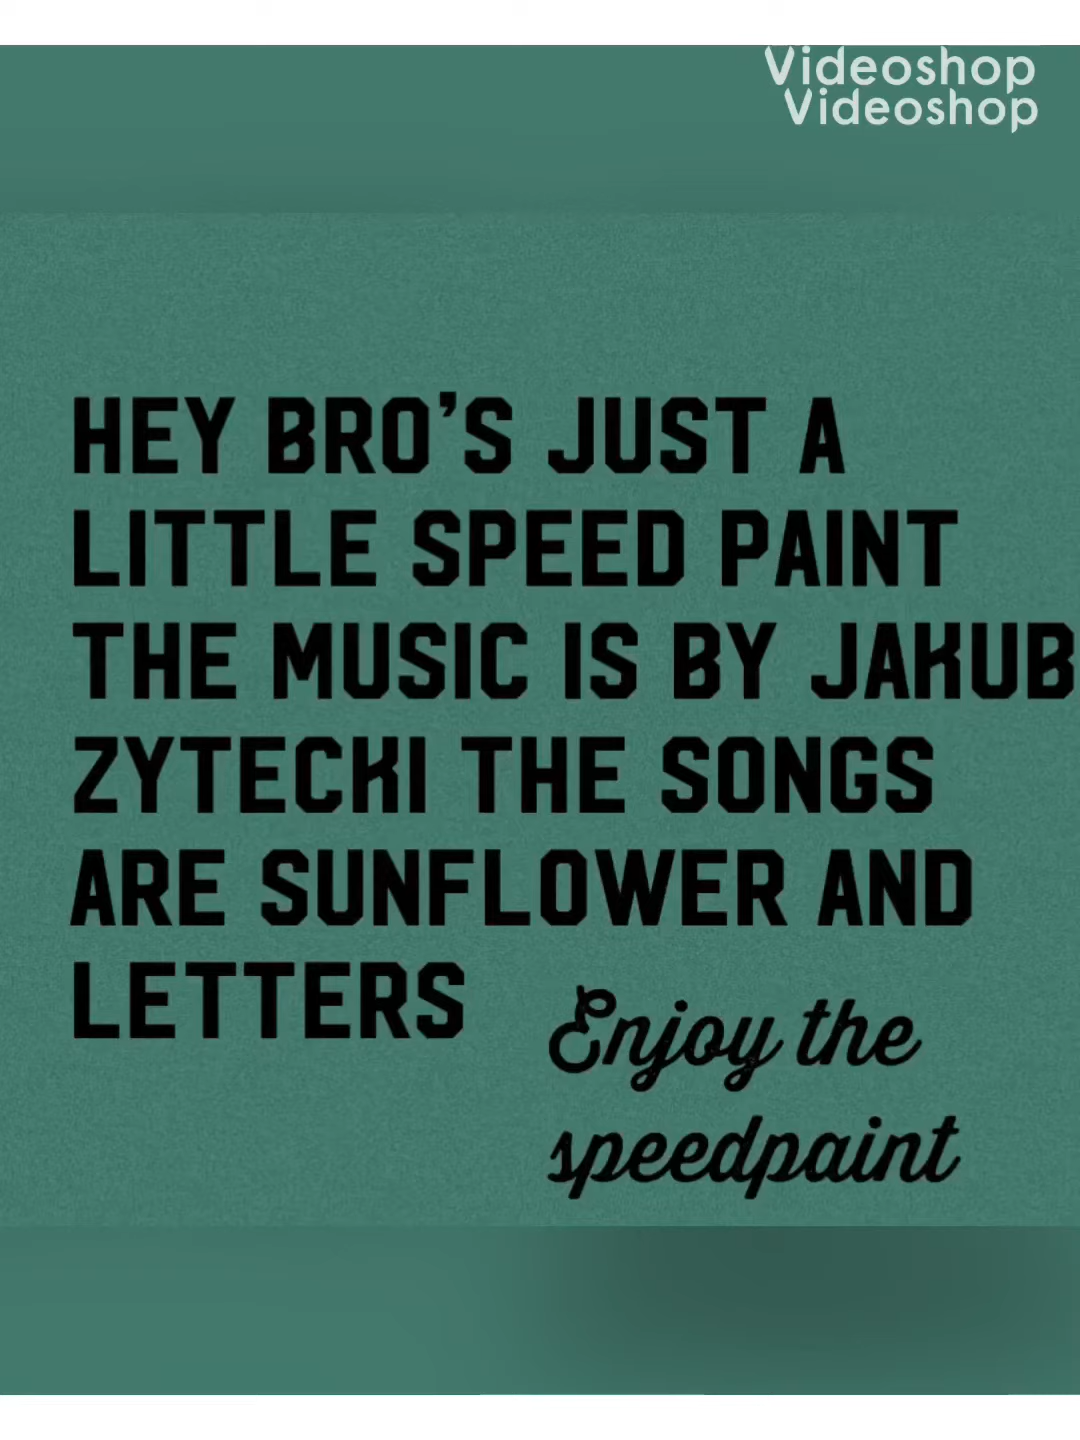 Videoshop
Videoshop
HEY BRO'S JUST A
LITTLE SPEED PAINT
THE MUSIC IS BY JAKUB
ZYTECKI THE SONGS
ARE SUNFLOWER AND
LETTERS
Enjoy the
speedpaint